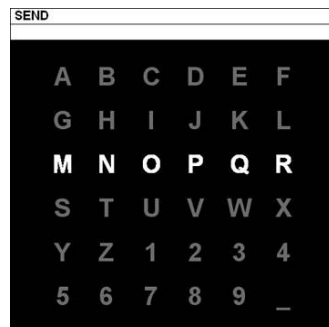 SEND
A B C D E F
G H I J K L
M N O P Q R
S T U V W X
Y Z 1 2 3 4
5 6 7 8 9 _